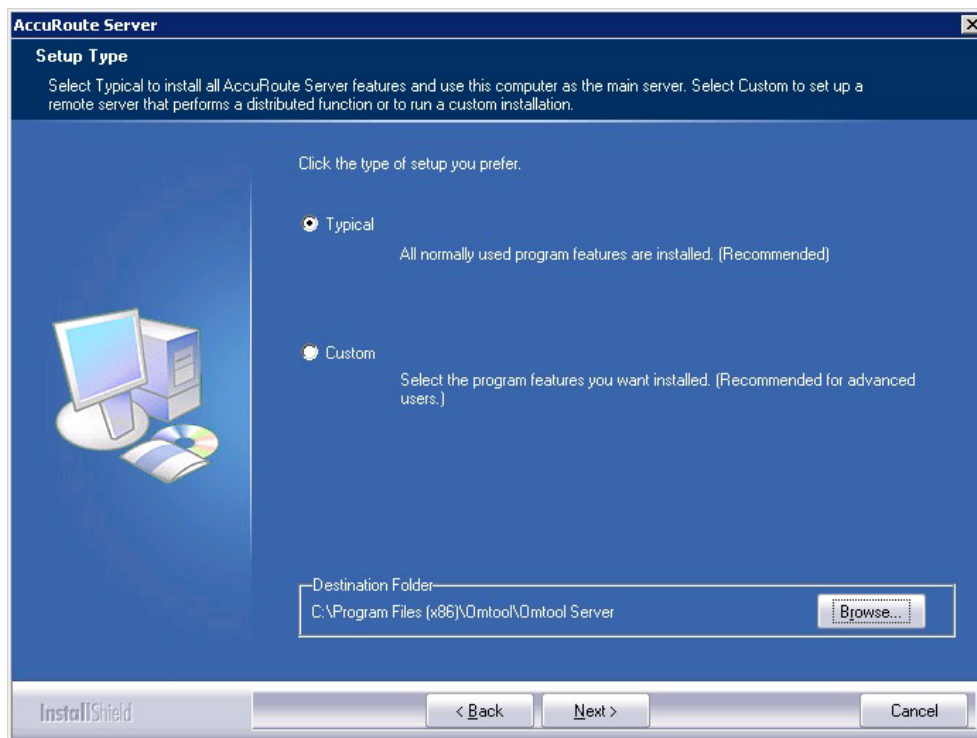 AccuRoute Server
Setup Type
Select Typical to install all AccuRoute Server features and use this computer as the main server. Select Custom to set up a
remote server that performs a distributed function or to run a custom installation.
Click the type of setup you prefer.
Typical
All normally used program features are installed. (Recommended)
Custom
Select the program features you want installed. (Recommended for advanced
users.)
Destination Folder
C:\Program Files (x86)\Omtool\Omtool Server
Browse...
InstallShield
< Back
Next >
Cancel